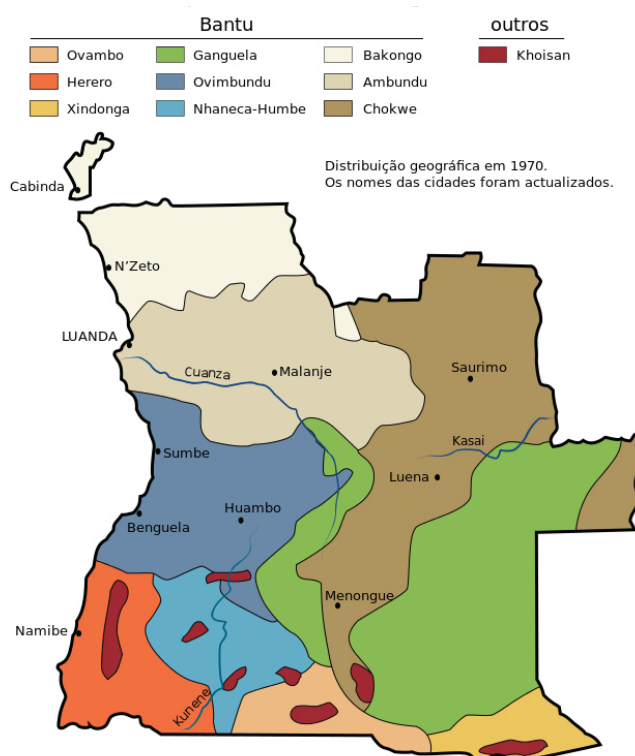 Bantu
outros
Ovambo
Ganguela
Bakongo
Khoisan
Herero
Ovimbundu
Ambundu
Xindonga
Nhaneca-Humbe
Chokwe
Distribuição geográfica em 1970.
Os nomes das cidades foram actualizados.
Cabinda
N'Zeto
LUANDA
Cuanza
Malanje
Saurimo
Kasai
Sumbe
Luena
Huambo
Benguela
Menongue
Namibe
Kunene